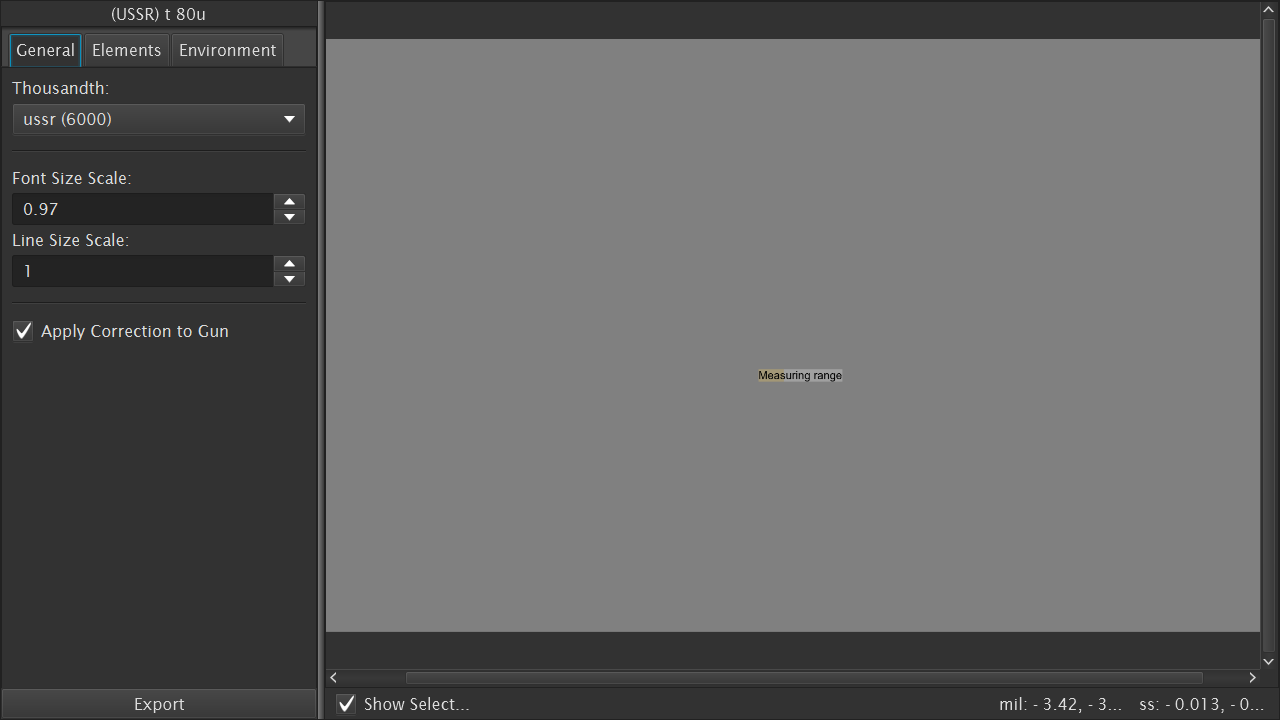 (USSR) t 80u
General Elements Environment
Thousandth:
ussr (6000)
Font Size Scale:
0.97
Line Size Scale:
1
Apply Correction to Gun
Export
Measuring range
Show Select...
mil: - 3.42, - 3... ss: - 0.013, - 0...